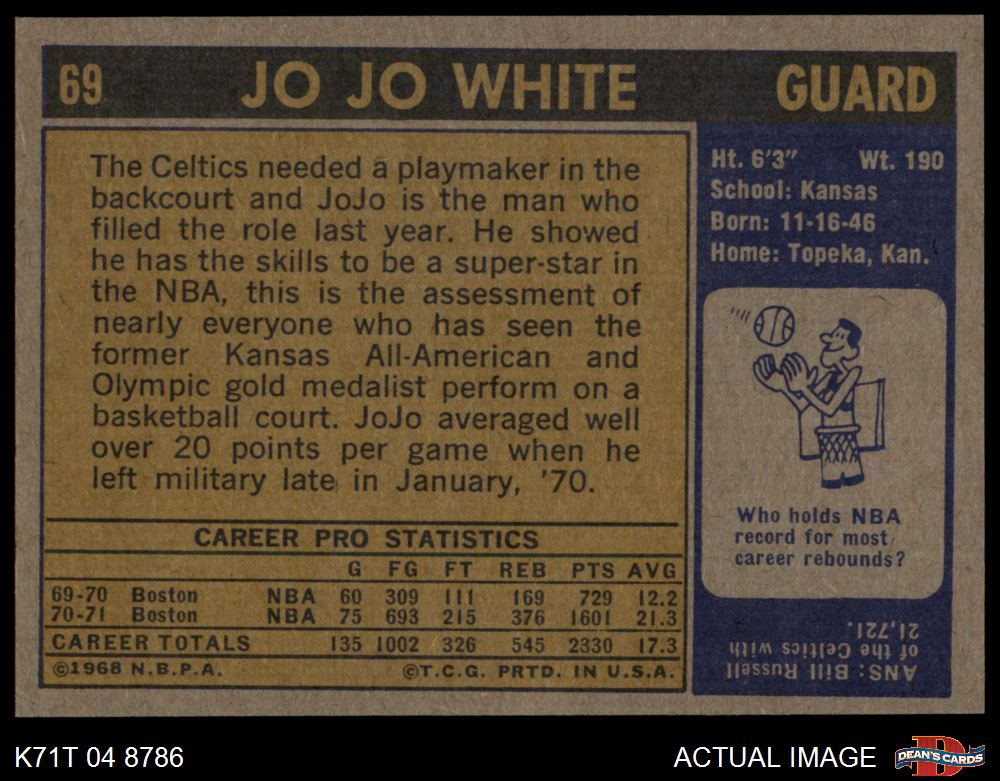 69 JO JO WHITE GUARD
The Celtics needed a playmaker in the
backcourt and JoJo is the man who
filled the role last year. He showed
he has the skills to be a super-star in
the NBA, this is the assessment of
nearly everyone who has seen the
former Kansas All-American and
Olympic gold medalist perform on a
basketball court. JoJo averaged well
over 20 points per game when he
left military late in January, '70.
CAREER PRO STATISTICS
G FG FT REB PTS AVG
69-70 Boston NBA 60 309 111 169 729 12.2
70-71 Boston NBA 75 693 215 376 1601 21.3
CAREER TOTALS 135 1002 326 545 2330 17.3
©1968 N.B.P.A. ©T.C.G. PRTD. IN U.S.A.
Ht. 6'3" Wt. 190
School: Kansas
Born: 11-16-46
Home: Topeka, Kan.
Who holds NBA
record for most
career rebounds?
ANS: Bill Russell
of the Celtics with
21,721.
K71T 04 8786
ACTUAL IMAGE
D
DEAN'S CARDS